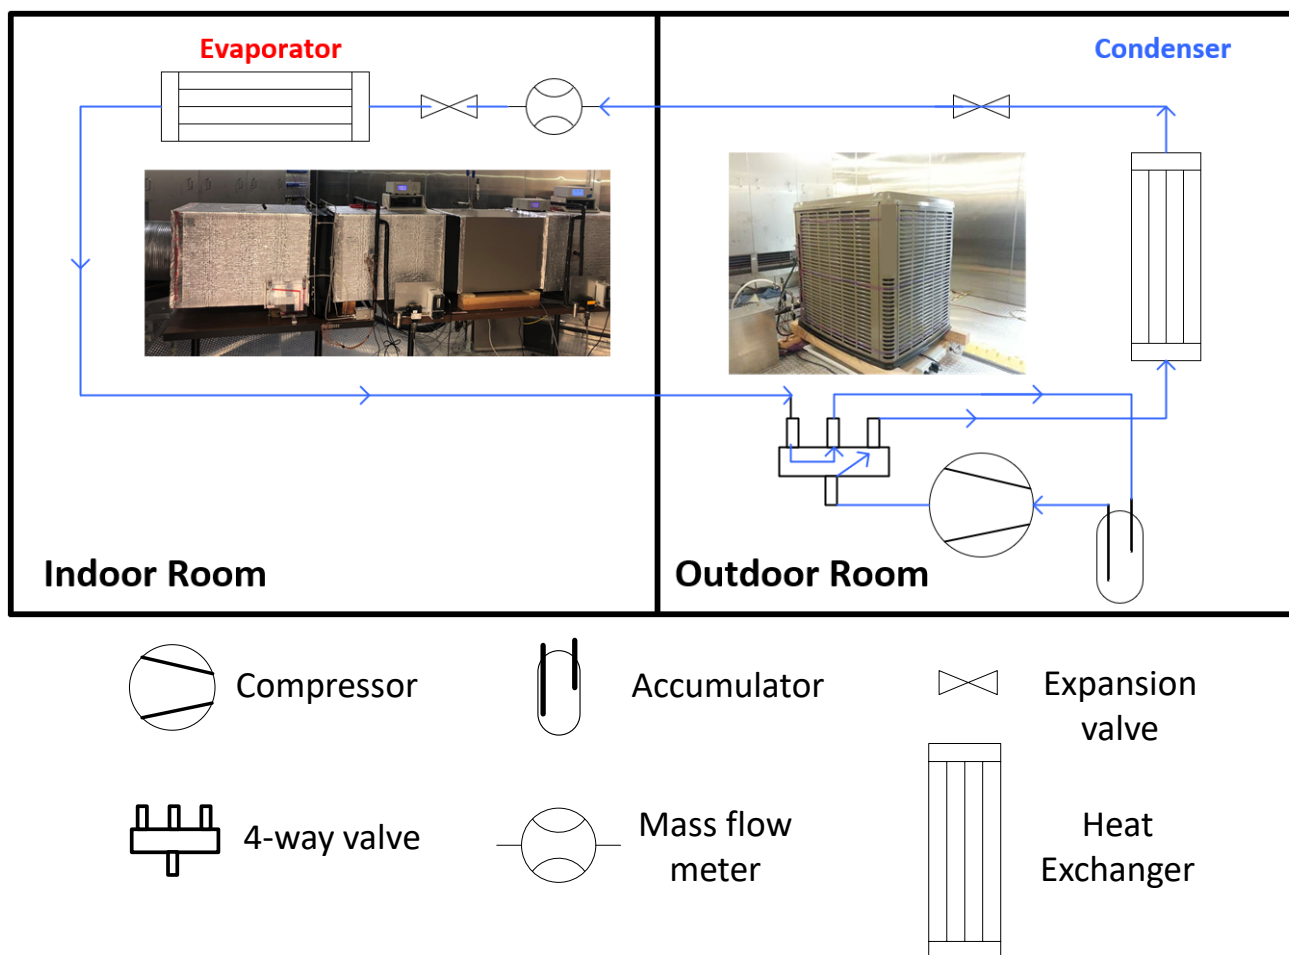 Evaporator
Condenser
Indoor Room
Outdoor Room
Compressor
Accumulator
Expansion
valve
4-way valve
Mass flow
meter
Heat
Exchanger